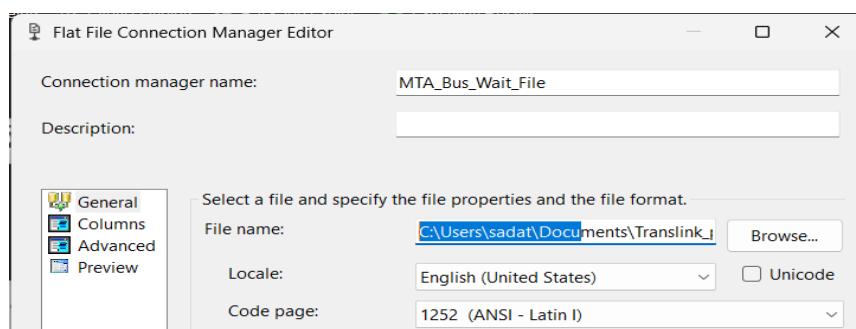 Flat File Connection Manager Editor
Connection manager name: MTA_Bus_Wait_File
Description:
General
Columns
Advanced
Preview
Select a file and specify the file properties and the file format.
File name: C:\Users\sadat\Documents\Translink_ Browse...
Locale: English (United States) Unicode
Code page: 1252 (ANSI - Latin I)